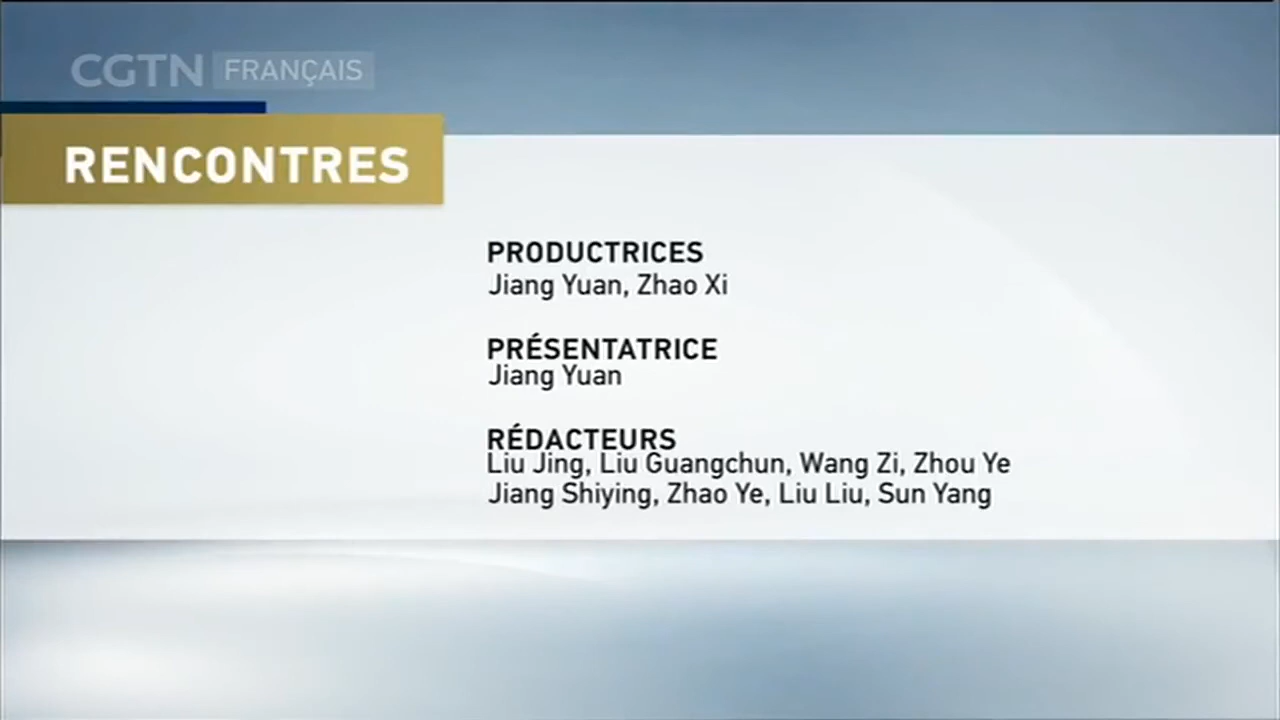 CGTN FRANÇAIS
RENCONTRES
PRODUCTRICES
Jiang Yuan, Zhao Xi
PRÉSENTATRICE
Jiang Yuan
RÉDACTEURS
Liu Jing, Liu Guangchun, Wang Zi, Zhou Ye
Jiang Shiying, Zhao Ye, Liu Liu, Sun Yang